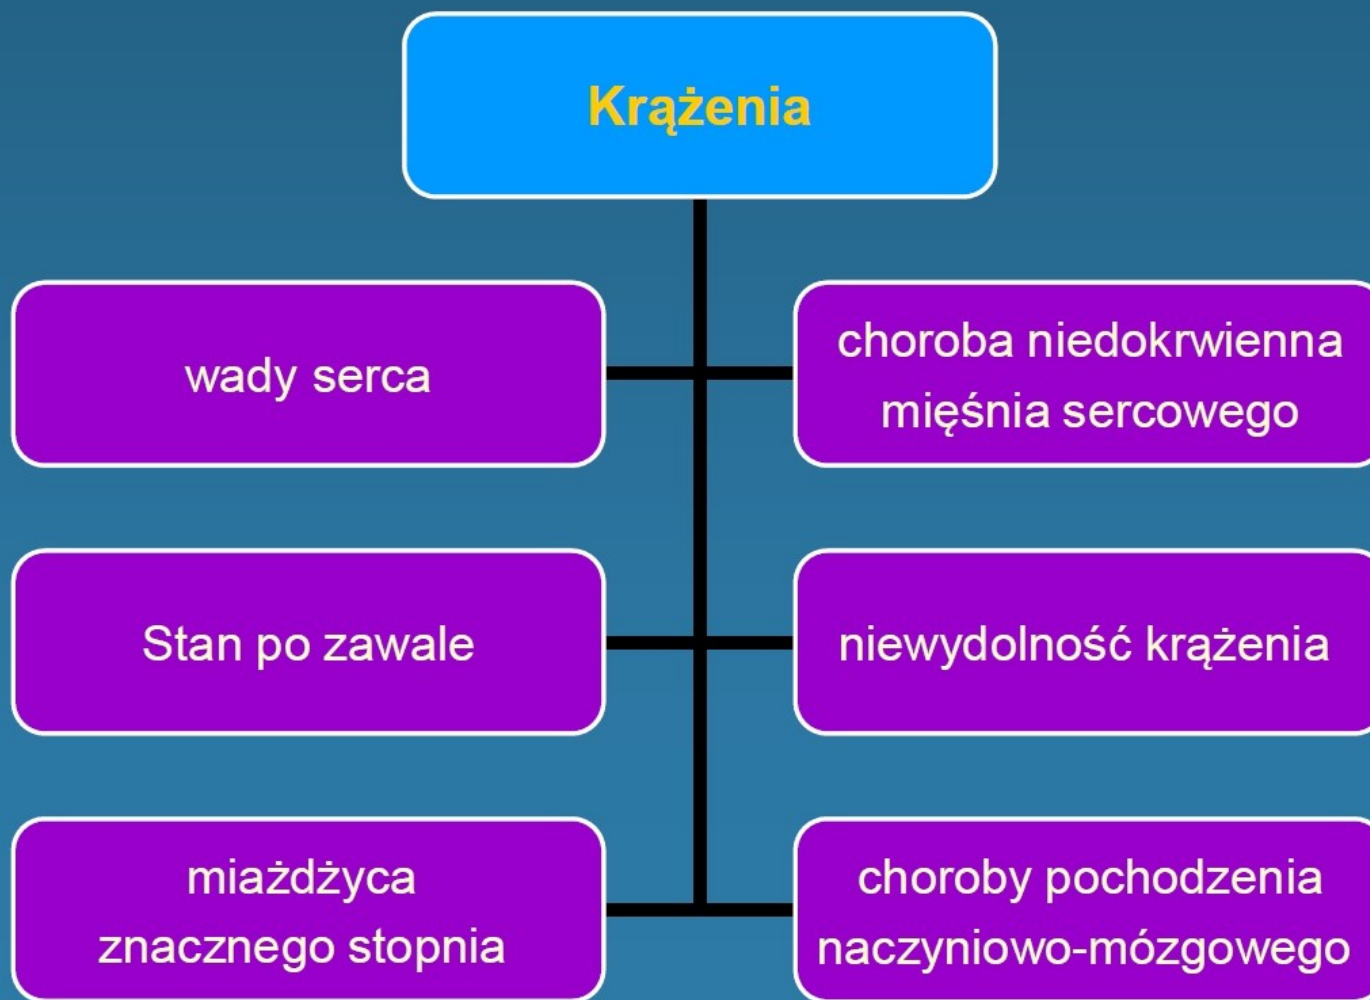 Krążenia
wady serca
choroba niedokrwienna
mięśnia sercowego
Stan po zawale
niewydolność krążenia
miażdżyca
znacznego stopnia
choroby pochodzenia
naczyniowo-mózgowego